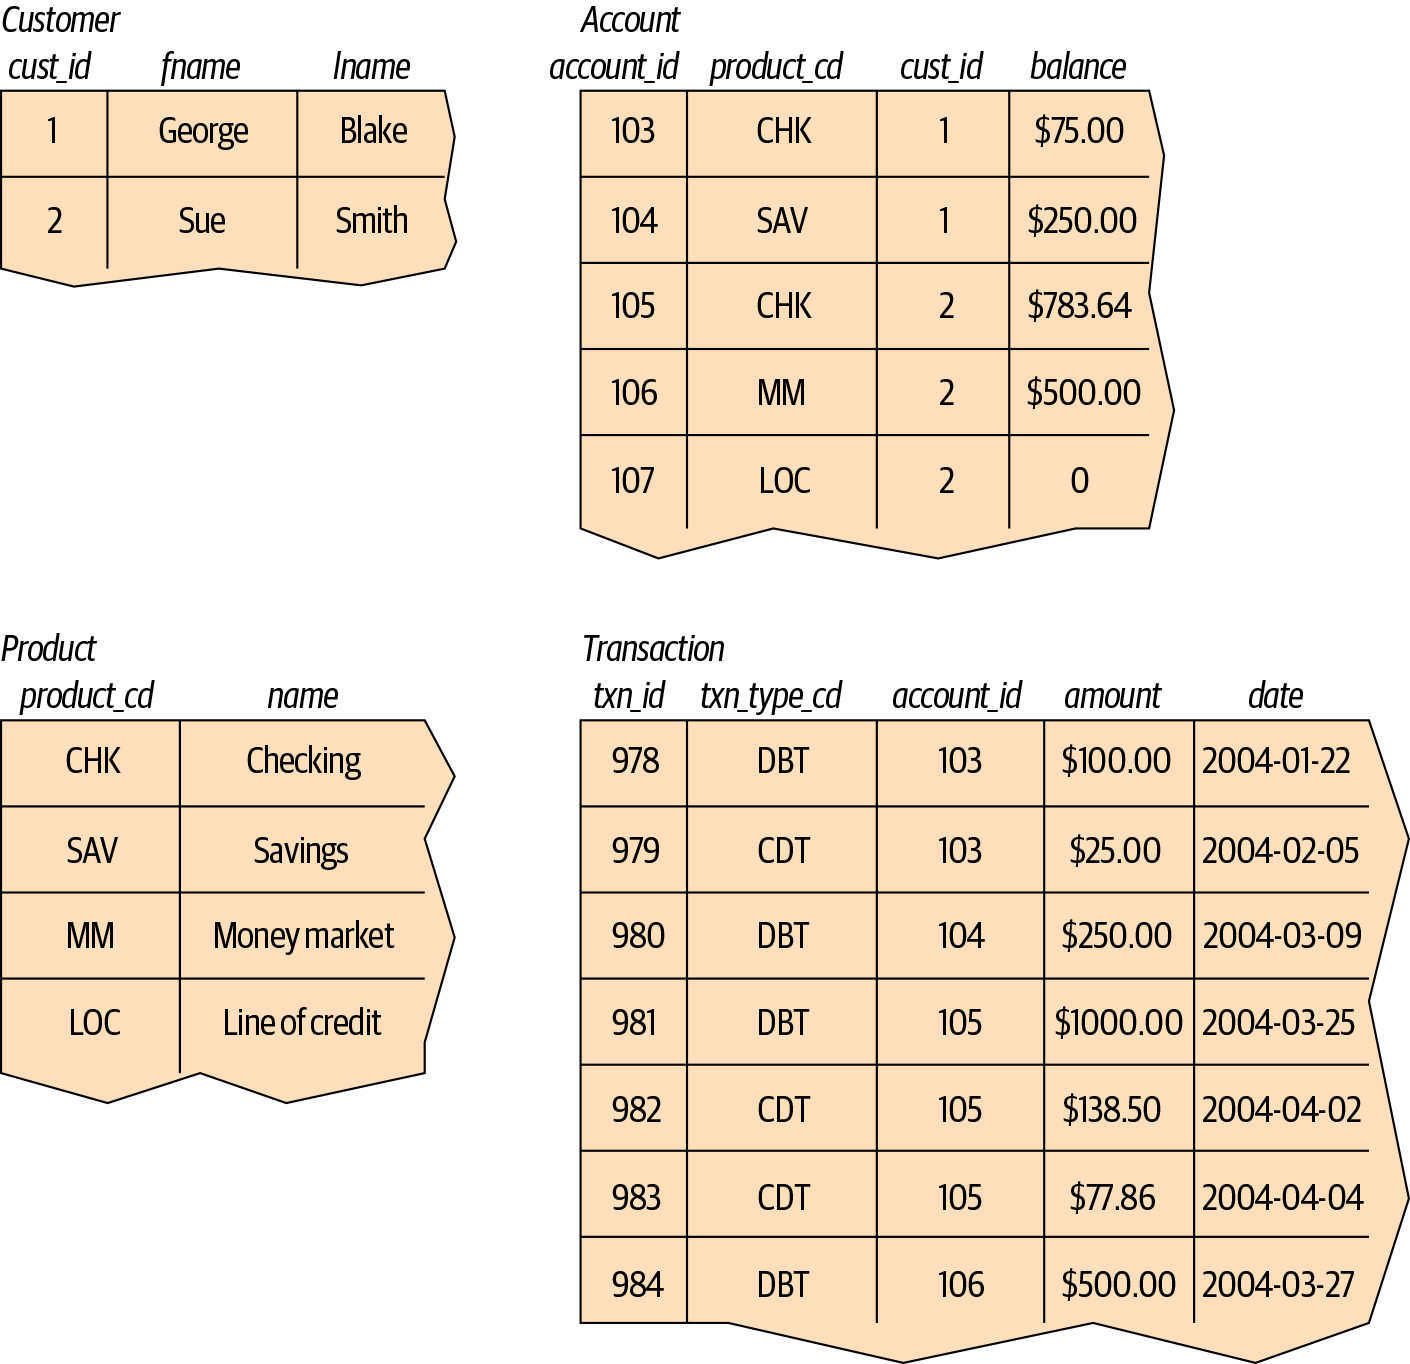 Customer
cust_id fname lname
1 George Blake
2 Sue Smith
Account
account_id product_cd cust_id balance
103 CHK 1 $75.00
104 SAV 1 $250.00
105 CHK 2 $783.64
106 MM 2 $500.00
107 LOC 2 0
Product
product_cd name
CHK Checking
SAV Savings
MM Money market
LOC Line of credit
Transaction
txn_id txn_type_cd account_id amount date
978 DBT 103 $100.00 2004-01-22
979 CDT 103 $25.00 2004-02-05
980 DBT 104 $250.00 2004-03-09
981 DBT 105 $1000.00 2004-03-25
982 CDT 105 $138.50 2004-04-02
983 CDT 105 $77.86 2004-04-04
984 DBT 106 $500.00 2004-03-27